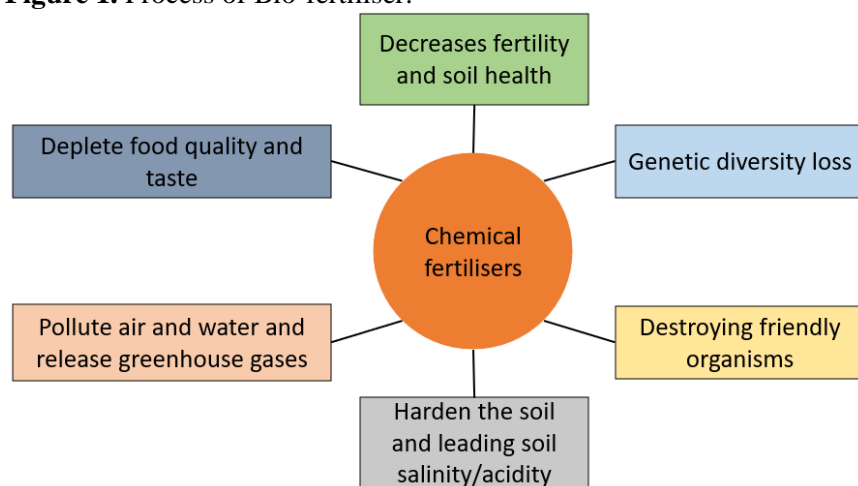 Figure 1. Process of Bio-fertiliser.
Decreases fertility
and soil health
Deplete food quality and
taste
Genetic diversity loss
Chemical
fertilisers
Pollute air and water and
release greenhouse gases
Destroying friendly
organisms
Harden the soil
and leading soil
salinity/acidity